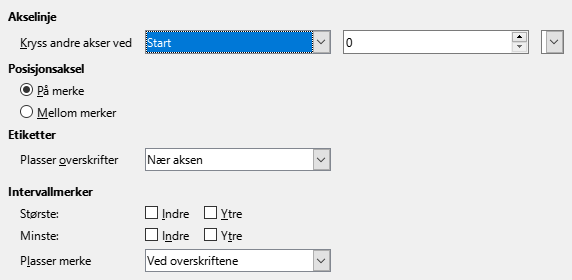 Akselinje
Kryss andre akser ved Start 0
Posisjonsaksel
På merke
Mellom merker
Etiketter
Plasser overskrifter Nær aksen
Intervallmerker
Største: Indre Ytre
Minste: Indre Ytre
Plasser merke Ved overskriftene